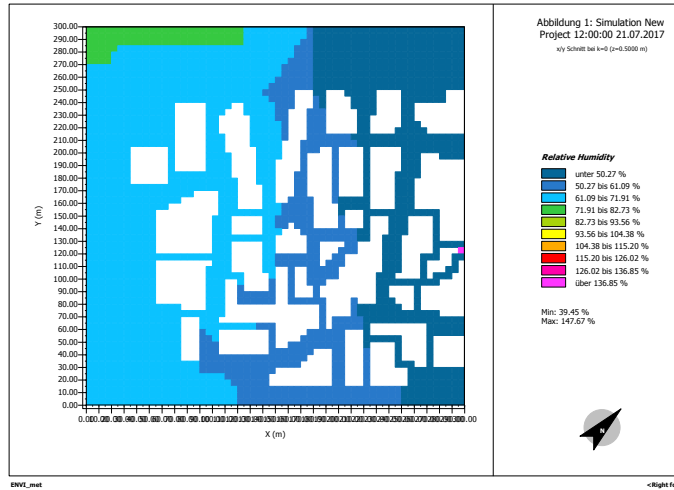 Abbildung 1: Simulation New
Project 12:00:00 21.07.2017
x/y Schnitt bei k=0 (z=0.5000 m)
300.00
290.00
280.00
270.00
260.00
250.00
240.00
230.00
220.00
210.00
200.00
190.00
180.00
170.00
160.00
150.00
140.00
130.00
120.00
110.00
100.00
90.00
80.00
70.00
60.00
50.00
40.00
30.00
20.00
10.00
0.00
Y (m)
X (m)
Relative Humidity
unter 50.27 %
50.27 bis 61.09 %
61.09 bis 71.91 %
71.91 bis 82.73 %
82.73 bis 93.56 %
93.56 bis 104.38 %
104.38 bis 115.20 %
115.20 bis 126.02 %
126.02 bis 136.85 %
über 136.85 %
Min: 39.45 %
Max: 147.67 %
N
ENVI_met
<Right fo